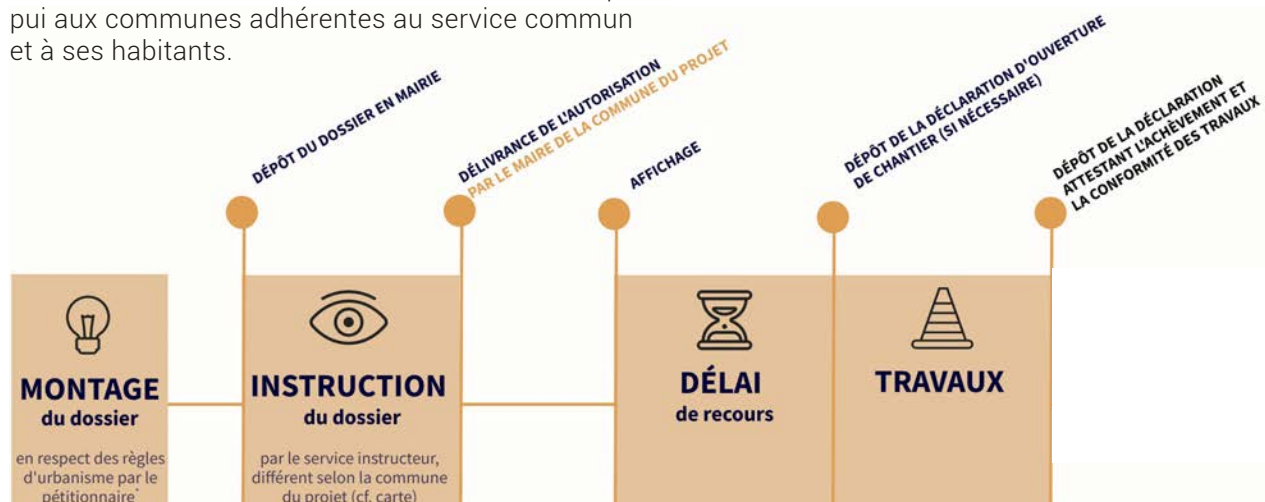 pui aux communes adhérentes au service commun
et à ses habitants.
DÉPÔT DU DOSSIER EN MAIRIE
DÉLIVRANCE DE L'AUTORISATION
PAR LE MAIRE DE LA COMMUNE DU PROJET
AFFICHAGE
DÉPÔT DE LA DÉCLARATION D'OUVERTURE
DE CHANTIER (SI NÉCESSAIRE)
DÉPÔT DE LA DÉCLARATION
ATTESTANT L'ACHÈVEMENT ET
LA CONFORMITÉ DES TRAVAUX
MONTAGE
du dossier
en respect des règles
d'urbanisme par le
pétitionnaire*
INSTRUCTION
du dossier
par le service instructeur,
différent selon la commune
du projet (cf. carte)
DÉLAI
de recours
TRAVAUX